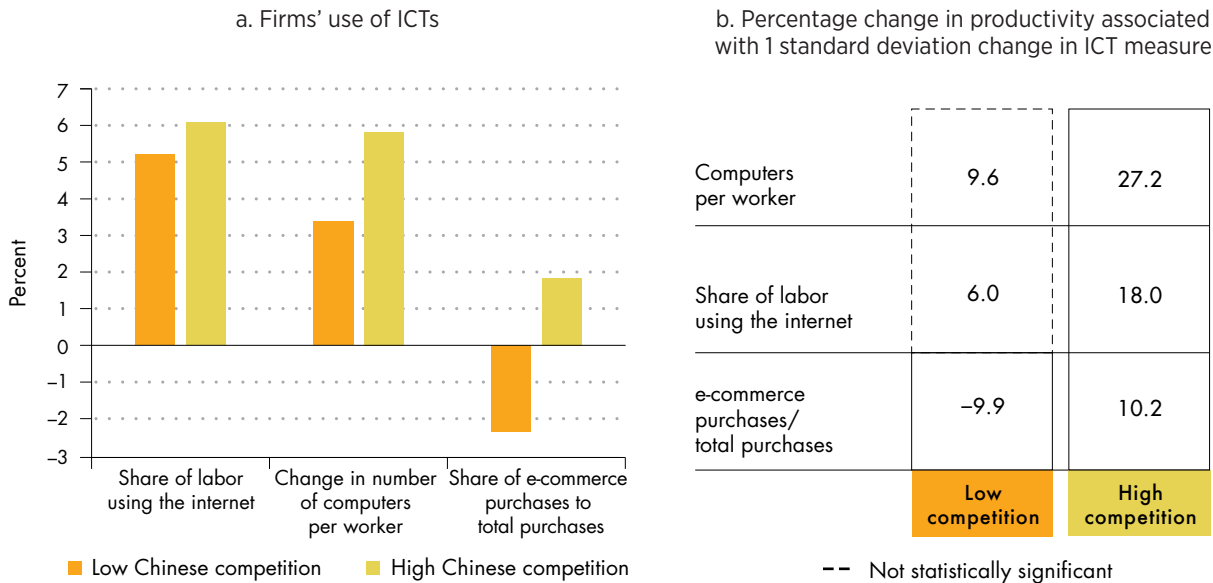 a. Firms’ use of ICTs
7
6
5
4
3
2
1
0
–1
–2
–3
Percent
Share of labor
using the internet
Change in number
of computers
per worker
Share of e-commerce
purchases to
total purchases
Low Chinese competition
High Chinese competition
b. Percentage change in productivity associated
with 1 standard deviation change in ICT measure
Computers
per worker
9.6
27.2
Share of labor
using the internet
6.0
18.0
e-commerce
purchases/
total purchases
–9.9
10.2
Low
competition
High
competition
Not statistically significant